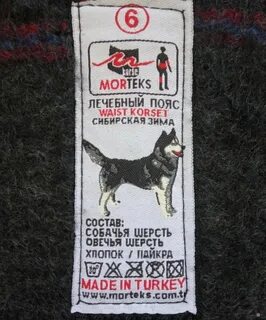 6
MORTEKS
ЛЕЧЕБНЫЙ ПОЯС
WAIST KORSET
СИБИРСКАЯ ЗИМА
СОСТАВ:
СОБАЧЬЯ ШЕРСТЬ
ОВЕЧЬЯ ШЕРСТЬ
ХЛОПОК / ЛАЙКРА
30°
MADE IN TURKEY
www.morteks.com.tr